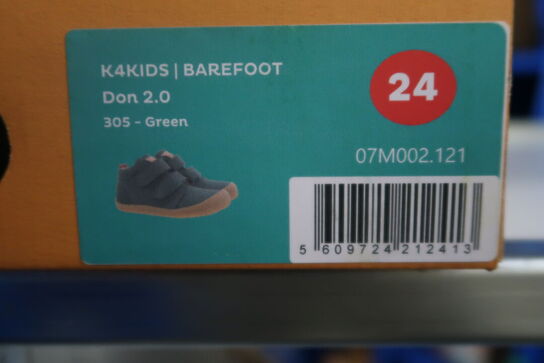 K4KIDS | BAREFOOT
Don 2.0
305 - Green
24
07M002.121
5 609724 212413